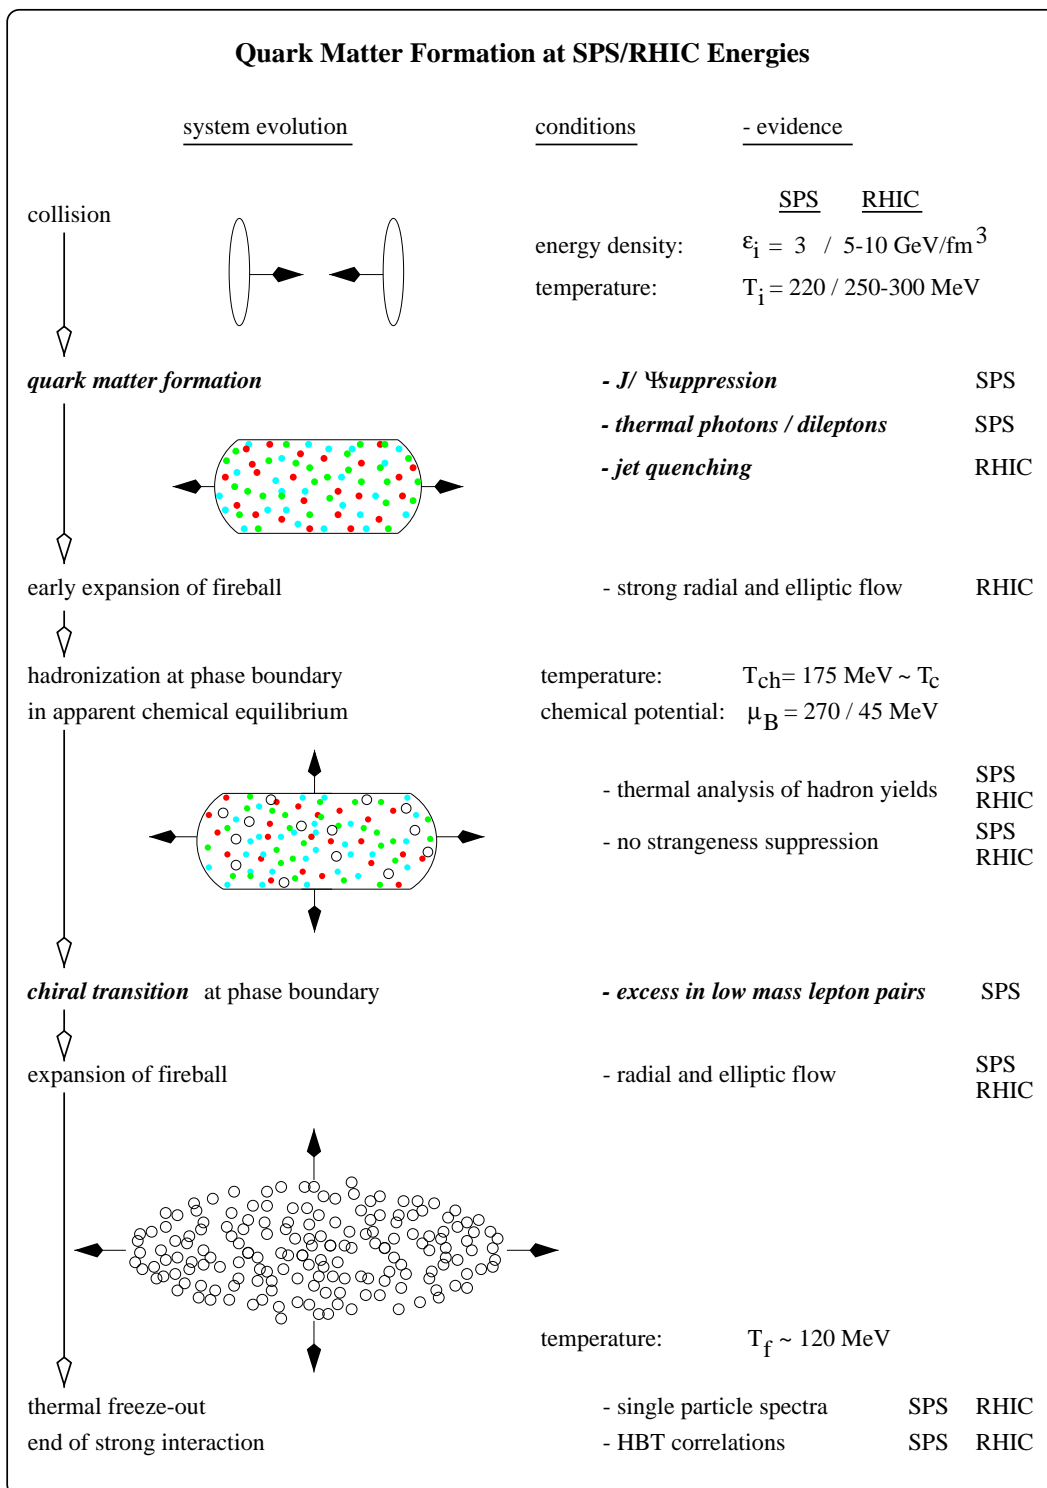 Quark Matter Formation at SPS/RHIC Energies
system evolution conditions - evidence
SPS RHIC
collision
energy density: εi = 3 / 5-10 GeV/fm3
temperature: Ti = 220 / 250-300 MeV
quark matter formation - J/ Ψsuppression SPS
- thermal photons / dileptons SPS
- jet quenching RHIC
early expansion of fireball - strong radial and elliptic flow RHIC
hadronization at phase boundary temperature: Tch = 175 MeV ~ Tc
in apparent chemical equilibrium chemical potential: μB = 270 / 45 MeV
- thermal analysis of hadron yields SPS
RHIC
- no strangeness suppression SPS
RHIC
chiral transition at phase boundary - excess in low mass lepton pairs SPS
expansion of fireball - radial and elliptic flow SPS
RHIC
temperature: Tf ~ 120 MeV
thermal freeze-out - single particle spectra SPS RHIC
end of strong interaction - HBT correlations SPS RHIC